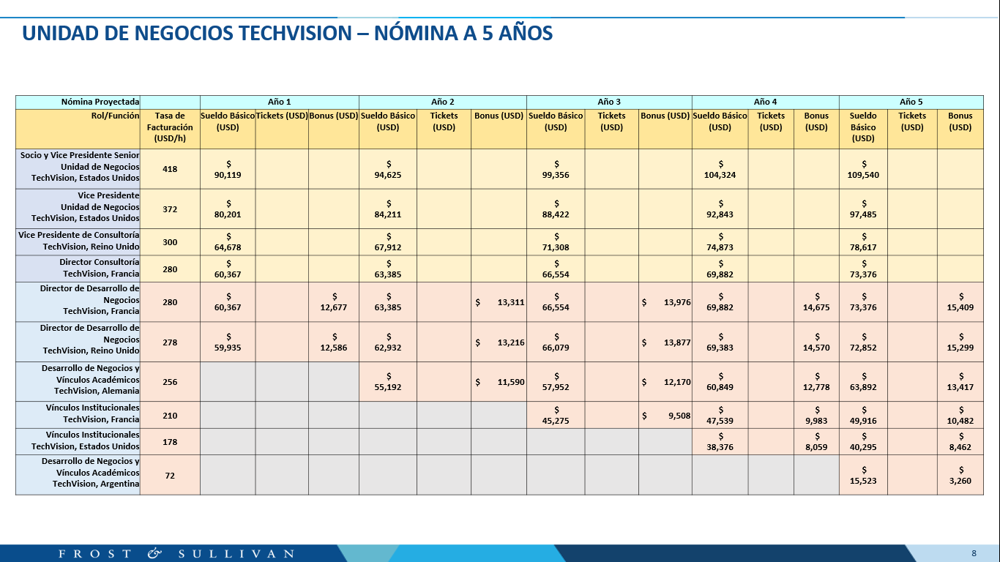 UNIDAD DE NEGOCIOS TECHVISION – NÓMINA A 5 AÑOS
Nómina Proyectada Año 1 Año 2 Año 3 Año 4 Año 5
Rol/Función Tasa de Facturación (USD/h) Sueldo Básico (USD) Tickets (USD) Bonus (USD) Sueldo Básico (USD) Tickets (USD) Bonus (USD) Sueldo Básico (USD) Tickets (USD) Bonus (USD) Sueldo Básico (USD) Tickets (USD) Bonus (USD) Sueldo Básico (USD) Tickets (USD) Bonus (USD)
Socio y Vice Presidente Senior
Unidad de Negocios
TechVision, Estados Unidos 418 $ 90,119 $ 94,625 $ 99,356 $ 104,324 $ 109,540
Vice Presidente
Unidad de Negocios
TechVision, Estados Unidos 372 $ 80,201 $ 84,211 $ 88,422 $ 92,843 $ 97,485
Vice Presidente de Consultoría
TechVision, Reino Unido 300 $ 64,678 $ 67,912 $ 71,308 $ 74,873 $ 78,617
Director Consultoría
TechVision, Francia 280 $ 60,367 $ 63,385 $ 66,554 $ 69,882 $ 73,376
Director de Desarrollo de
Negocios
TechVision, Francia 280 $ 60,367 $ 12,677 $ 63,385 $ 13,311 $ 66,554 $ 13,976 $ 69,882 $ 14,675 $ 73,376 $ 15,409
Director de Desarrollo de
Negocios
TechVision, Reino Unido 278 $ 59,935 $ 12,586 $ 62,932 $ 13,216 $ 66,079 $ 13,877 $ 69,383 $ 14,570 $ 72,852 $ 15,299
Desarrollo de Negocios y
Vínculos Académicos
TechVision, Alemania 256 $ 55,192 $ 11,590 $ 57,952 $ 12,170 $ 60,849 $ 12,778 $ 63,892 $ 13,417
Vínculos Institucionales
TechVision, Francia 210 $ 45,275 $ 9,508 $ 47,539 $ 9,983 $ 49,916 $ 10,482
Vínculos Institucionales
TechVision, Estados Unidos 178 $ 38,376 $ 8,059 $ 40,295 $ 8,462
Desarrollo de Negocios y
Vínculos Académicos
TechVision, Argentina 72 $ 15,523 $ 3,260
FROST & SULLIVAN
8